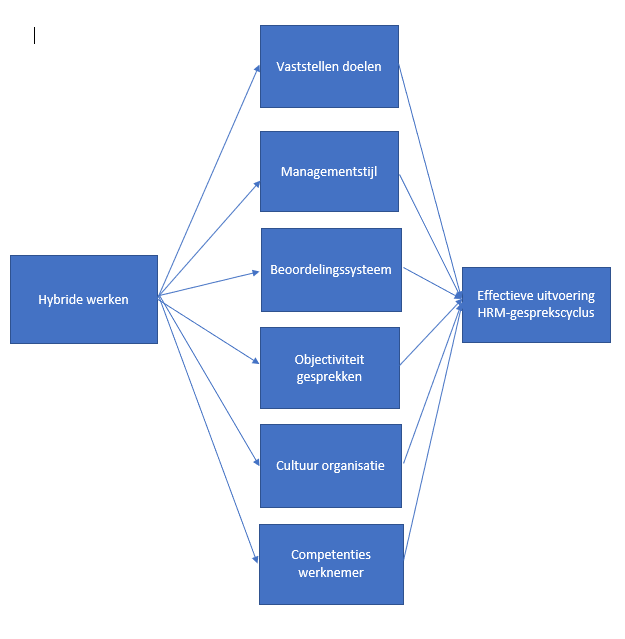 Vaststellen doelen
Managementstijl
Beoordelingssysteem
Hybride werken
Effectieve uitvoering
HRM-gesprekscyclus
Objectiviteit
gesprekken
Cultuur organisatie
Competenties
werknemer